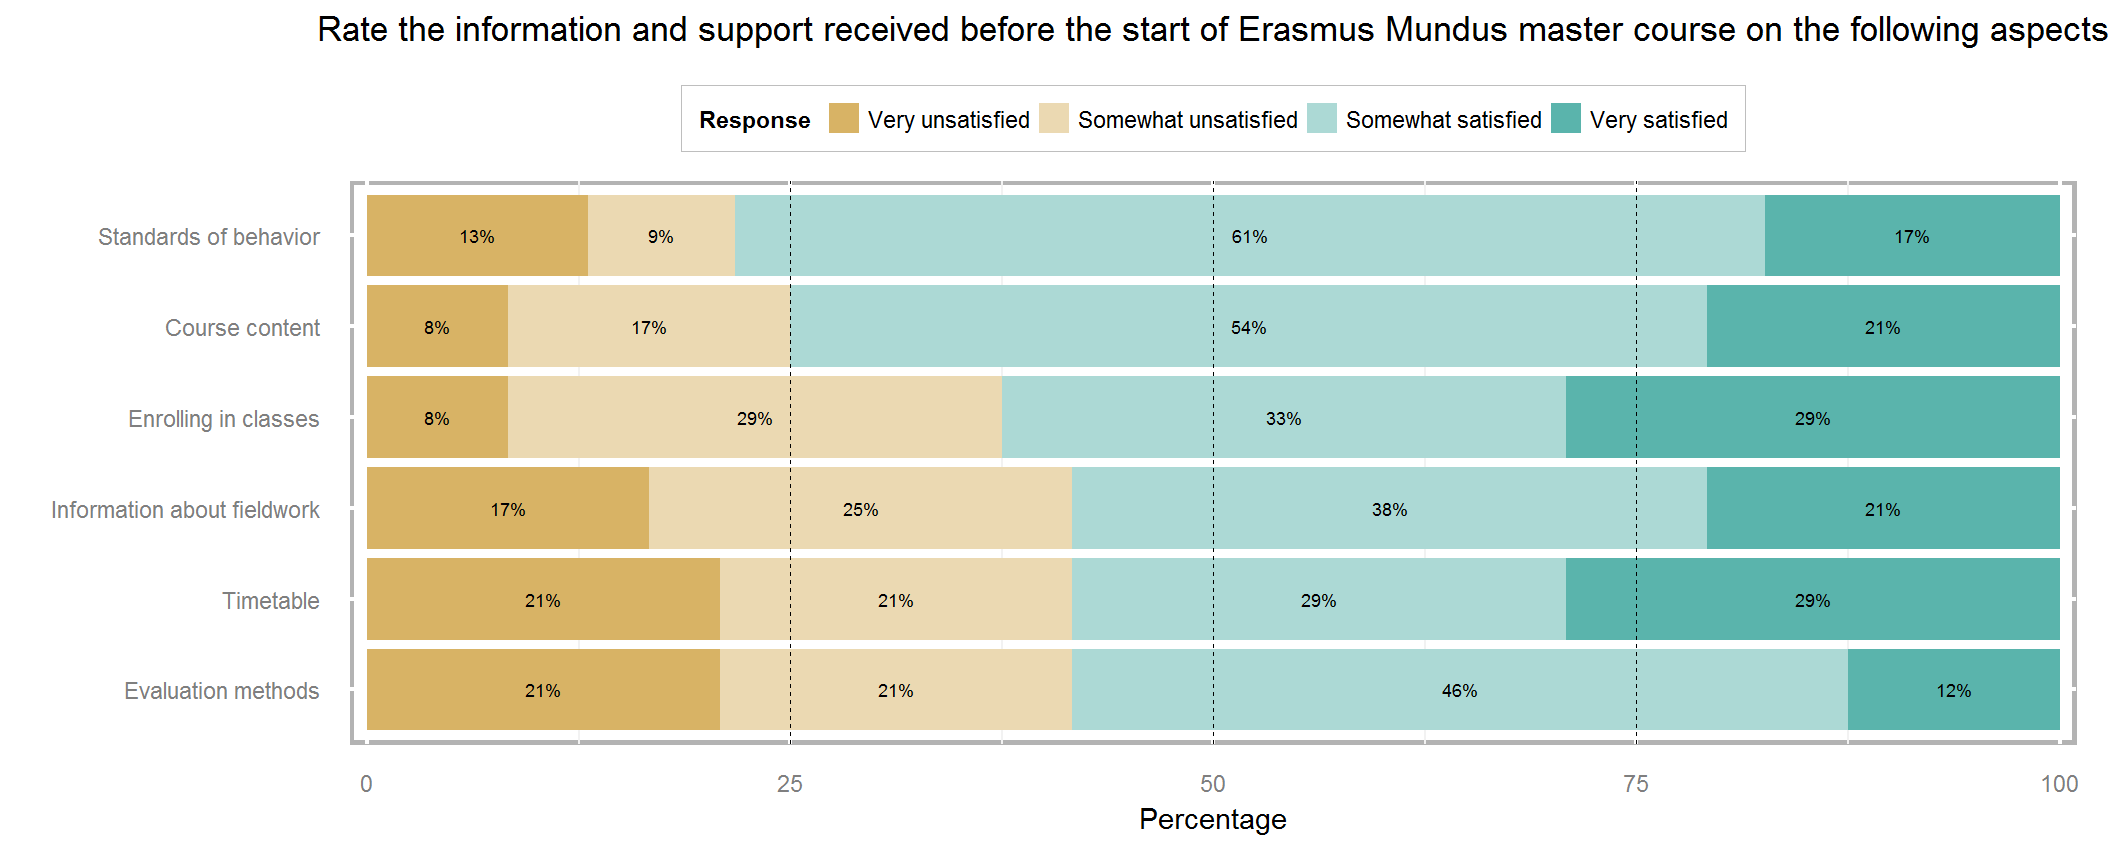 Rate the information and support received before the start of Erasmus Mundus master course on the following aspects
Response Very unsatisfied Somewhat unsatisfied Somewhat satisfied Very satisfied
Standards of behavior 13% 9% 61% 17%
Course content 8% 17% 54% 21%
Enrolling in classes 8% 29% 33% 29%
Information about fieldwork 17% 25% 38% 21%
Timetable 21% 21% 29% 29%
Evaluation methods 21% 21% 46% 12%
0 25 50 75 100
Percentage